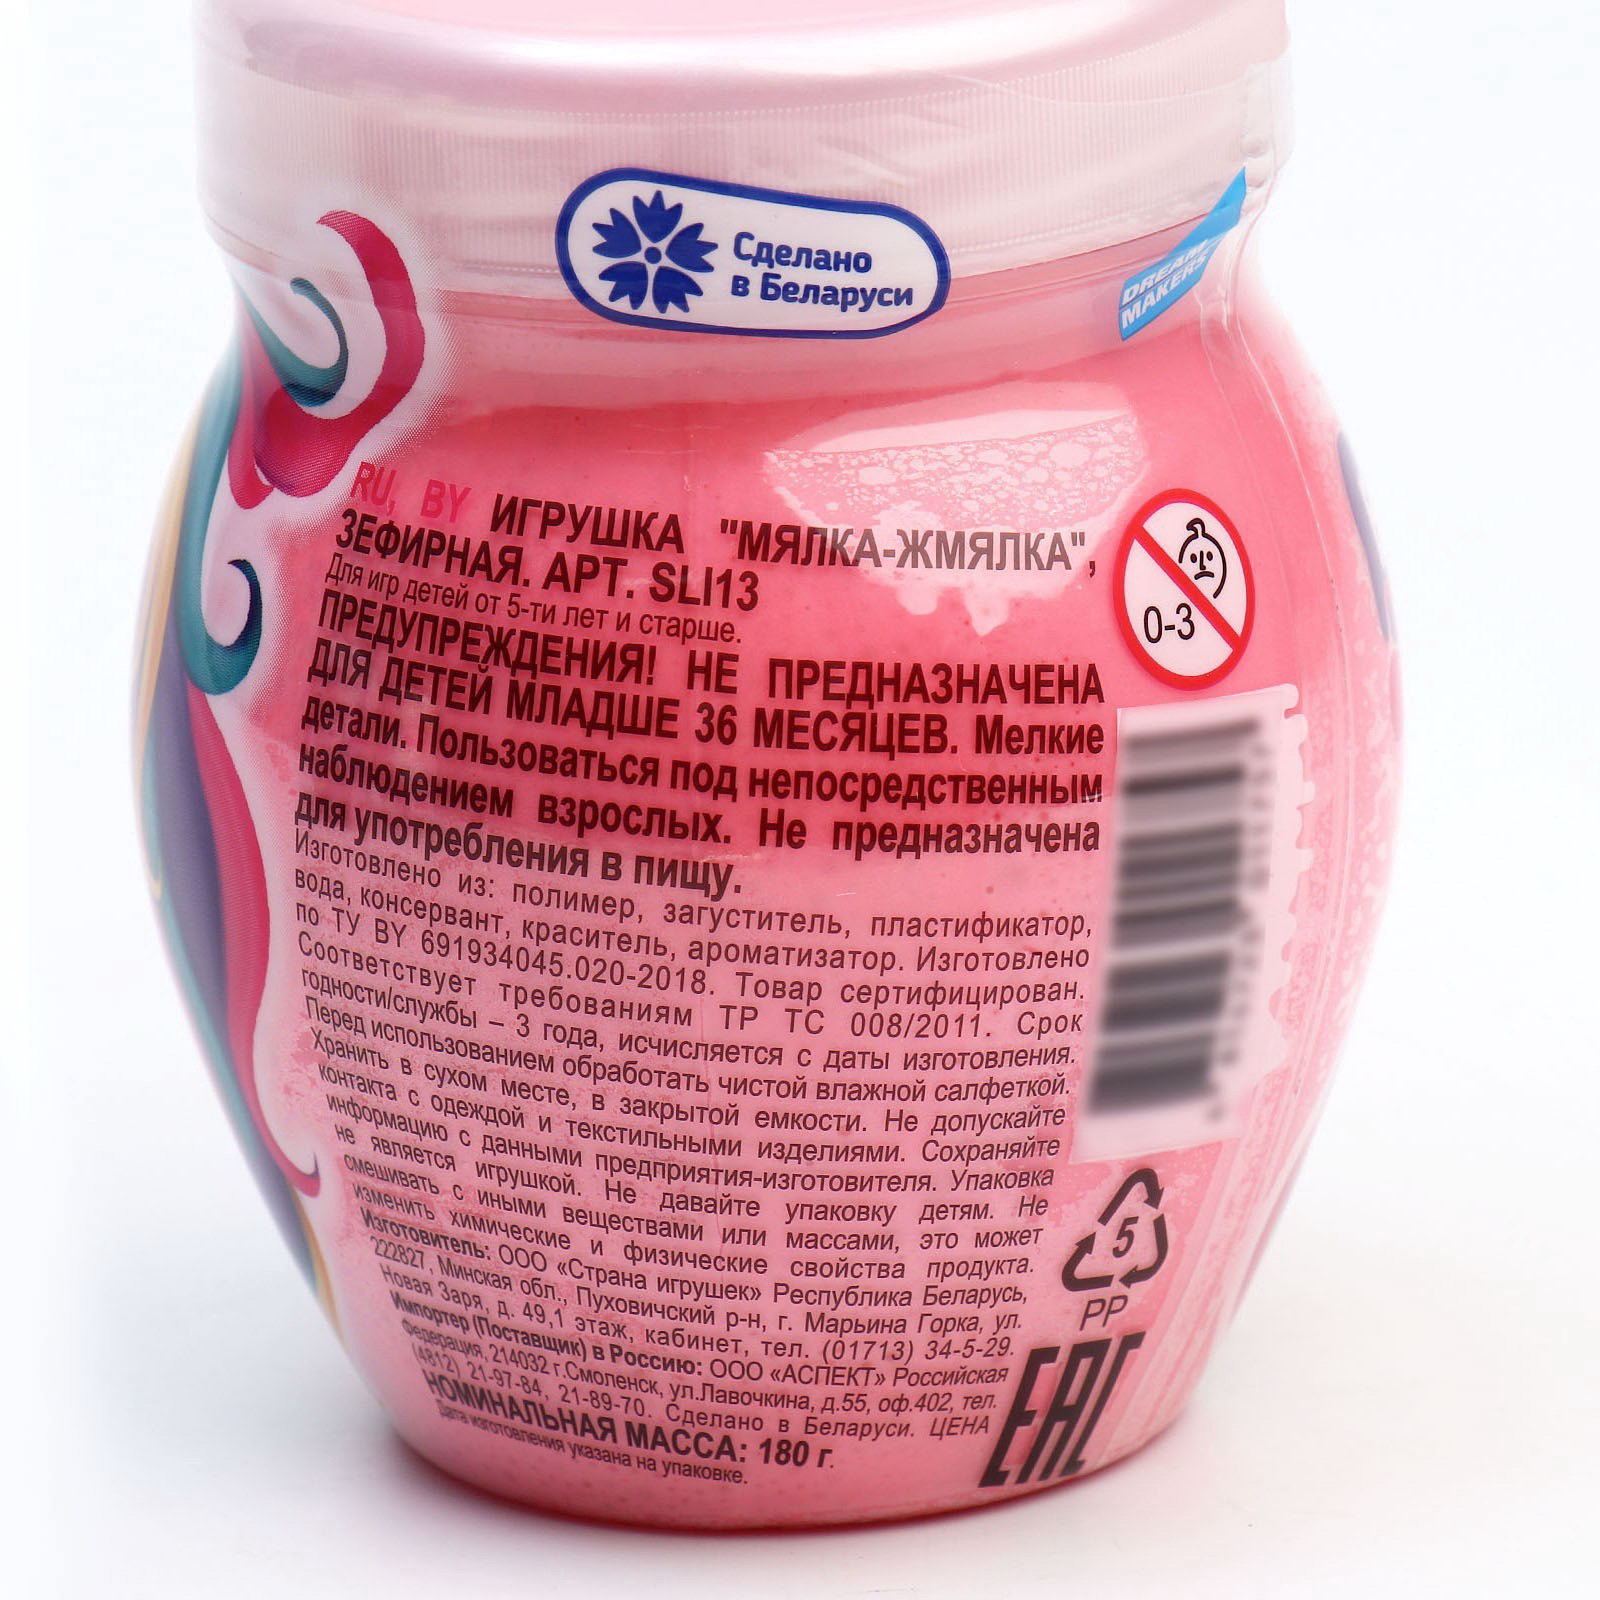 Сделано
в Беларуси
DREAM
MAKERS
RU, BY ИГРУШКА "МЯЛКА-ЖМЯЛКА",
ЗЕФИРНАЯ. АРТ. SLI13
Для игр детей от 5-ти лет и старше.
ПРЕДУПРЕЖДЕНИЯ! НЕ ПРЕДНАЗНАЧЕНА
ДЛЯ ДЕТЕЙ МЛАДШЕ 36 МЕСЯЦЕВ. Мелкие
детали. Пользоваться под непосредственным
наблюдением взрослых. Не предназначена
для употребления в пищу.
Изготовлено из: полимер, загуститель, пластификатор,
вода, консервант, краситель, ароматизатор. Изготовлено
по ТУ BY 691934045.020-2018. Товар сертифицирован.
Соответствует требованиям ТР ТС 008/2011. Срок
годности/службы – 3 года, исчисляется с даты изготовления.
Перед использованием обработать чистой влажной салфеткой.
Хранить в сухом месте, в закрытой емкости. Не допускайте
контакта с одеждой и текстильными изделиями. Сохраняйте
информацию с данными предприятия-изготовителя. Упаковка
не является игрушкой. Не давайте упаковку детям. Не
смешивать с иными веществами или массами, это может
изменить химические и физические свойства продукта.
Изготовитель: ООО «Страна игрушек» Республика Беларусь,
222827, Минская обл., Пуховичский р-н, г. Марьина Горка, ул.
Новая Заря, д. 49,1 этаж, кабинет, тел. (01713) 34-5-29.
Импортер (Поставщик) в Россию: ООО «АСПЕКТ» Российская
Федерация, 214032 г.Смоленск, ул.Лавочкина, д.55, оф.402, тел.
(4812) 21-97-84, 21-89-70. Сделано в Беларуси. ЦЕНА
НОМИНАЛЬНАЯ МАССА: 180 г.
Дата изготовления указана на упаковке.
0-3
5
PP
EAC